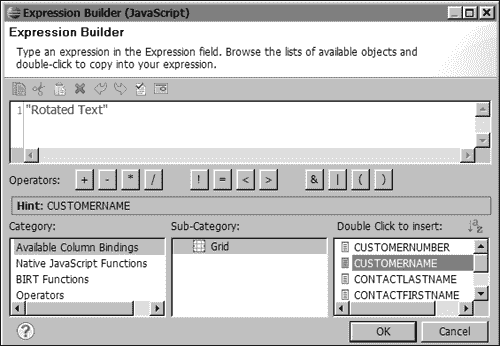 Expression Builder (JavaScript)
Expression Builder
Type an expression in the Expression field. Browse the lists of available objects and
double-click to copy into your expression.
1 "Rotated Text"
Operators: + - * / ! = < > & | ( )
Hint: CUSTOMERNAME
Category: Sub-Category: Double Click to insert:
Available Column Bindings Grid CUSTOMERNUMBER
Native JavaScript Functions CUSTOMERNAME
BIRT Functions CONTACTLASTNAME
Operators CONTACTFIRSTNAME
? OK Cancel